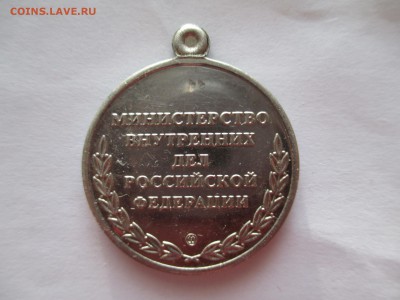 COINS.LAVE.RU
МИНИСТЕРСТВО
ВНУТРЕННИХ
ДЕЛ
РОССИЙСКОЙ
ФЕДЕРАЦИИ